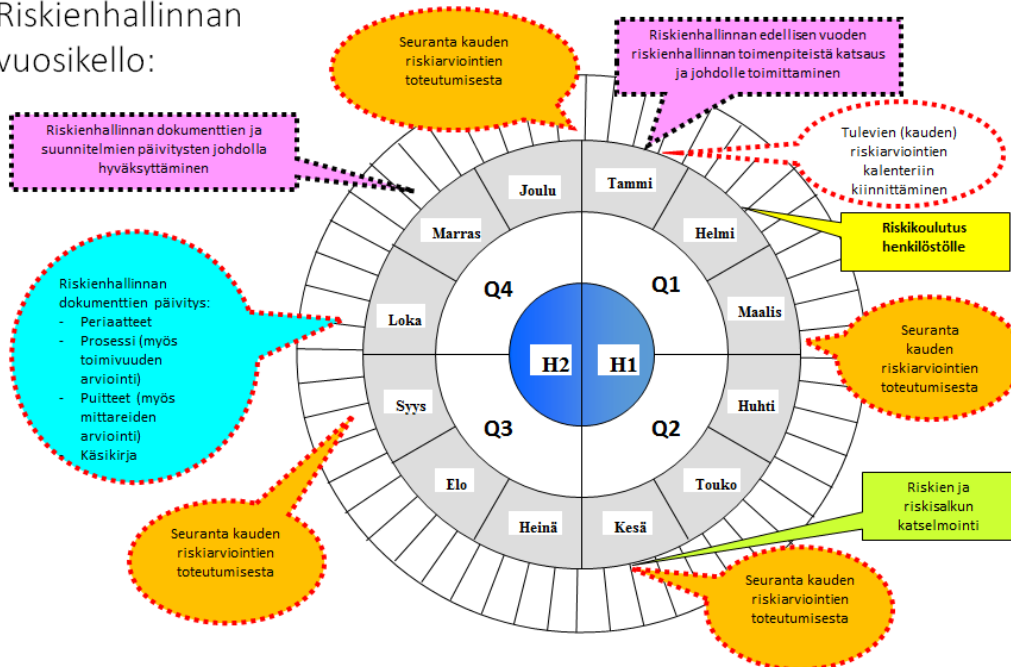 Riskienhallinnan
vuosikello:
Seuranta kauden
riskiarviointien
toteutumisesta
Riskienhallinnan edellisen vuoden
riskienhallinnan toimenpiteistä katsaus
ja johdolle toimittaminen
Riskienhallinnan dokumenttien ja
suunnitelmien päivitysten johdolla
hyväksyttäminen
Tulevien (kauden)
riskiarviointien
kalenteriin
kiinnittäminen
Riskikoulutus
henkilöstölle
Riskienhallinnan
dokumenttien päivitys:
- Periaatteet
- Prosessi (myös
toimivuuden
arviointi)
- Puitteet (myös
mittareiden
arviointi)
- Käsikirja
Seuranta
kauden
riskiarviointien
toteutumisesta
Joulu
Tammi
Marras
Helmi
Loka
Maalis
Syys
Huhti
Elo
Touko
Heinä
Kesä
Q4
Q1
H2
H1
Q3
Q2
Riskien ja
riskisalkun
katselmointi
Seuranta kauden
riskiarviointien
toteutumisesta
Seuranta kauden
riskiarviointien
toteutumisesta